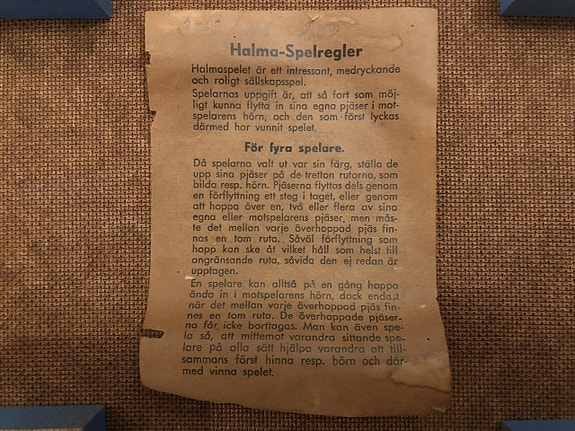 Halma-Spelregler
Halmaspelet är ett intressant, medryckande
och roligt sällskapsspel.
Spelarnas uppgift är, att så fort som möj-
ligt kunna flytta in sina egna pjäser i mot-
spelarens hörn, och den som först lyckas
därmed har vunnit spelet.
För fyra spelare.
Då spelarna valt ut var sin färg, ställa de
upp sina pjäser på de tretton rutorna, som
bilda resp. hörn. Pjäserna flyttas dels genom
en förflyttning ett steg i taget, eller genom
att hoppa över en, två eller flera av sina
egna eller motspelarens pjäser, men mås-
te det mellan varje överhoppad pjäs fin-
nas en tom ruta. Såväl förflyttning som
hopp kan ske åt vilket håll som helst till
angränsande ruta, såvida den ej redan är
upptagen.
En spelare kan alltså på en gång hoppa
ända in i motspelarens hörn, dock endast
när det mellan varje överhoppad pjäs fin-
nes en tom ruta. De överhoppade pjäser-
na får icke borttagas. Man kan även spe-
la så, att mittemot varandra sittande spe-
lare på alla sätt hjälpa varandra att till-
sammans först hinna resp. hörn och där-
med vinna spelet.